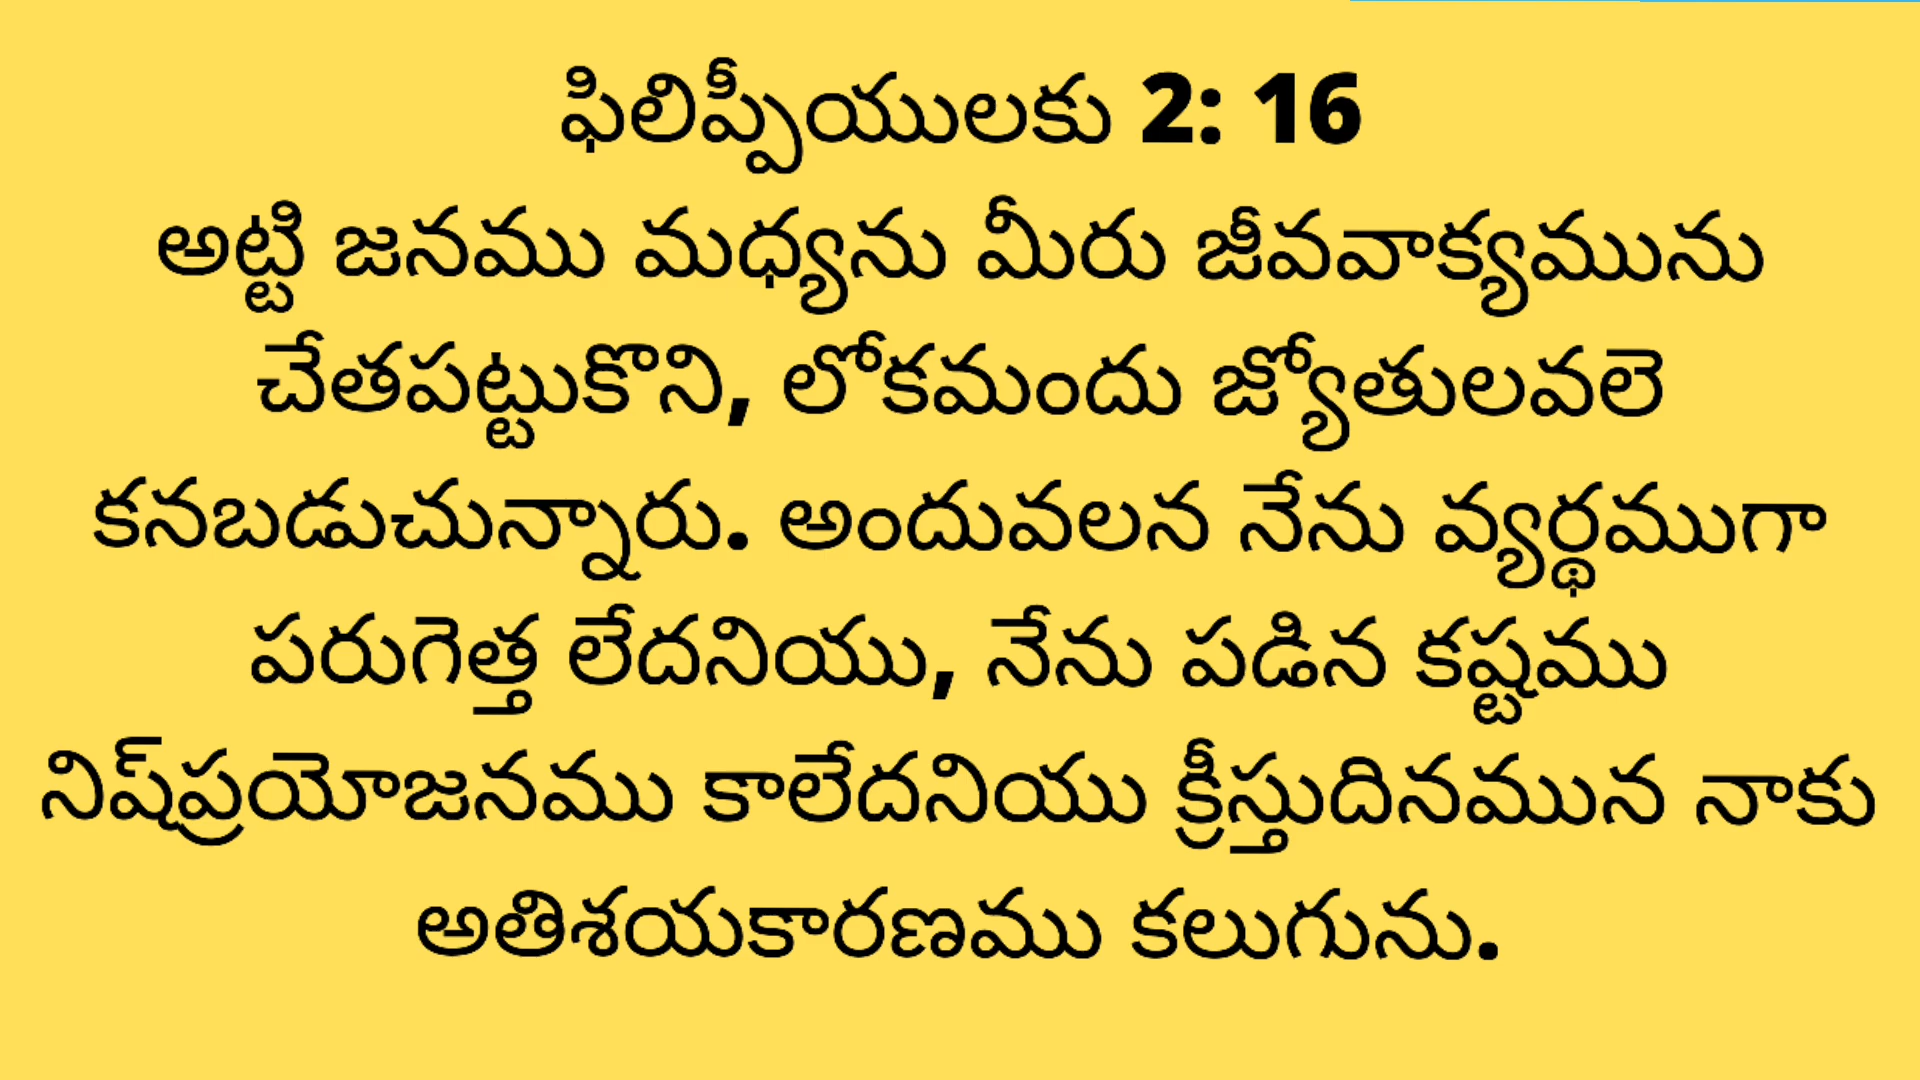 ఫిలిప్పీయులకు 2: 16
అట్టి జనము మధ్యను మీరు జీవవాక్యమును
చేతపట్టుకొని, లోకమందు జ్యోతులవలె
కనబడుచున్నారు. అందువలన నేను వ్యర్థముగా
పరుగెత్త లేదనియు, నేను పడిన కష్టము
నిష్‌ప్రయోజనము కాలేదనియు క్రీస్తుదినమున నాకు
అతిశయకారణము కలుగును.